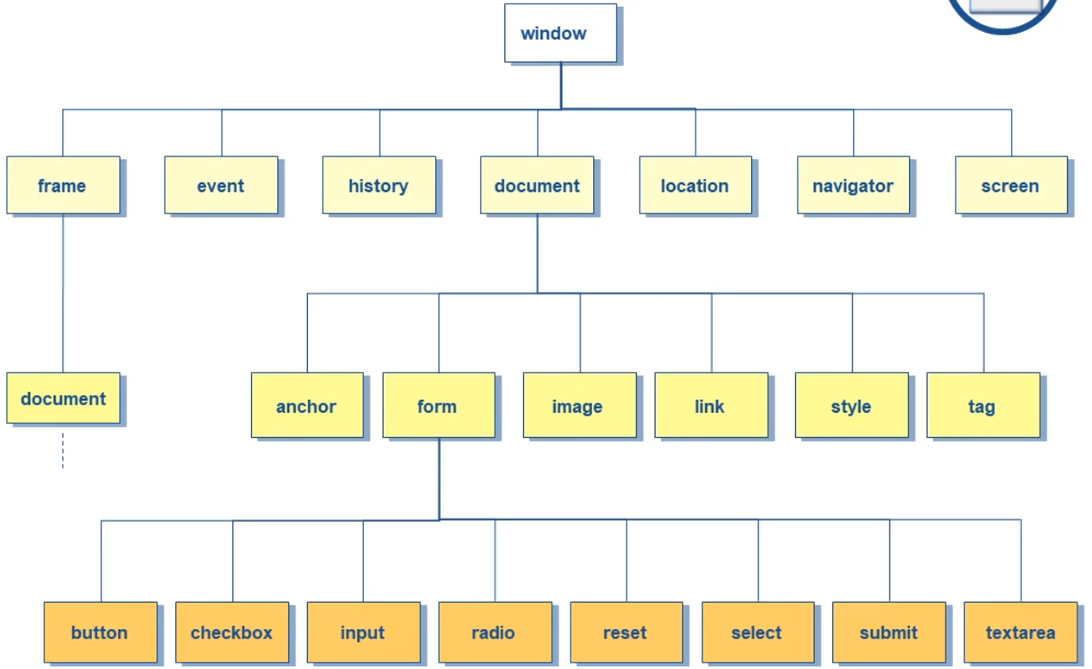 window
frame
event
history
document
location
navigator
screen
document
anchor
form
image
link
style
tag
button
checkbox
input
radio
reset
select
submit
textarea